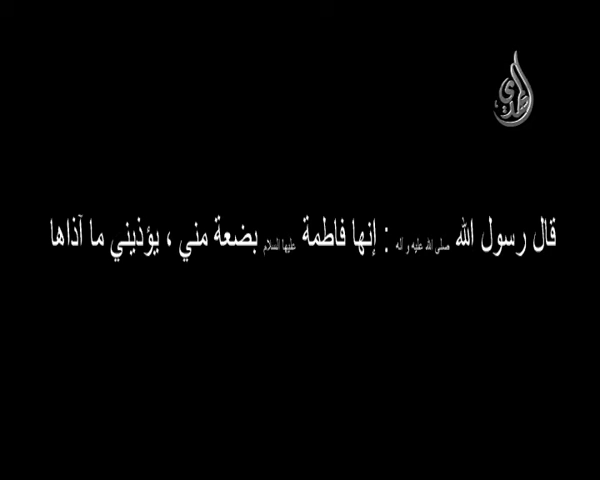 قال رسول الله صلى الله عليه و آله : إنها فاطمة عليها السلام بضعة مني ، يؤذيني ما آذاها